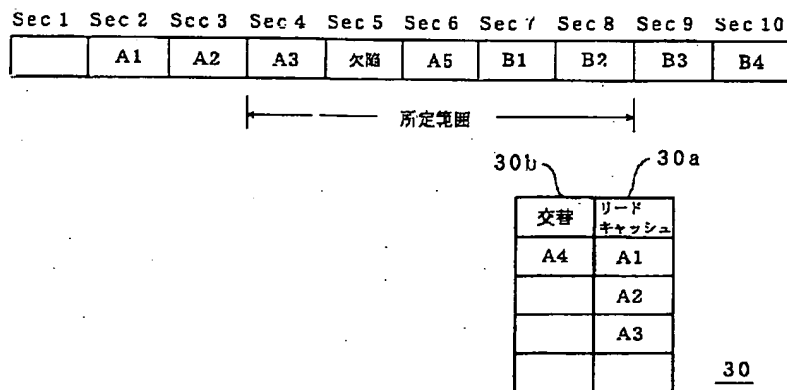 Sec 1 Sec 2 Sec 3 Sec 4 Sec 5 Sec 6 Sec 7 Sec 8 Sec 9 Sec 10
A1 A2 A3 欠陥 A5 B1 B2 B3 B4
所定範囲
30b 30a
交替 リード
キャッシュ
A4 A1
A2
A3
30